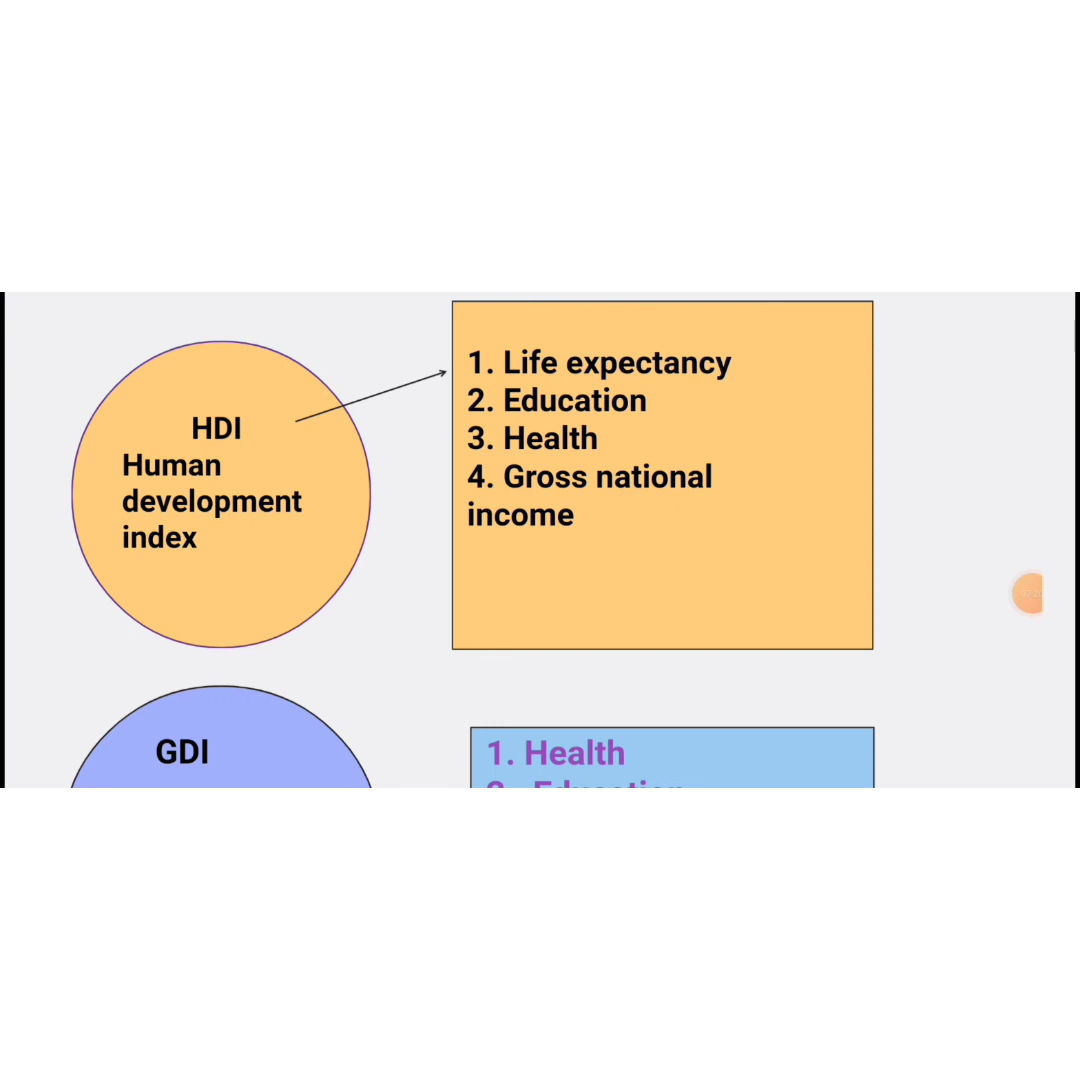 HDI
Human
development
index
1. Life expectancy
2. Education
3. Health
4. Gross national
income
GDI
1. Health